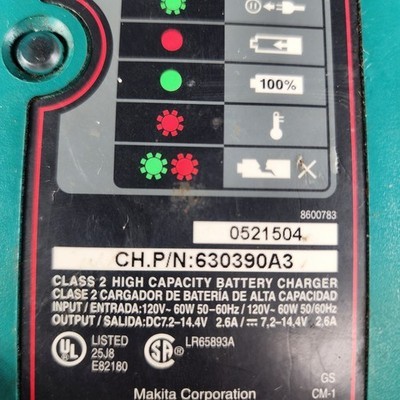 100%
8600783
0521504
CH.P/N:630390A3
CLASS 2 HIGH CAPACITY BATTERY CHARGER
CLASE 2 CARGADOR DE BATERÍA DE ALTA CAPACIDAD
INPUT / ENTRADA: 120V~ 60W 50–60Hz / 120V~ 60W 50/60Hz
OUTPUT / SALIDA: DC7.2–14.4V 2.6A / ⎓ 7,2–14,4V 2,6A
UL LISTED 25J8 E82180 SA LR65893A
GS
Makita Corporation CM-1